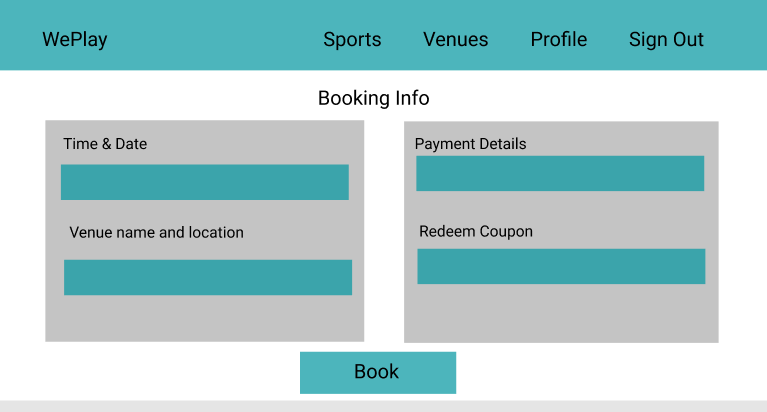 WePlay Sports Venues Profile Sign Out
Booking Info
Time & Date
Venue name and location
Payment Details
Redeem Coupon
Book